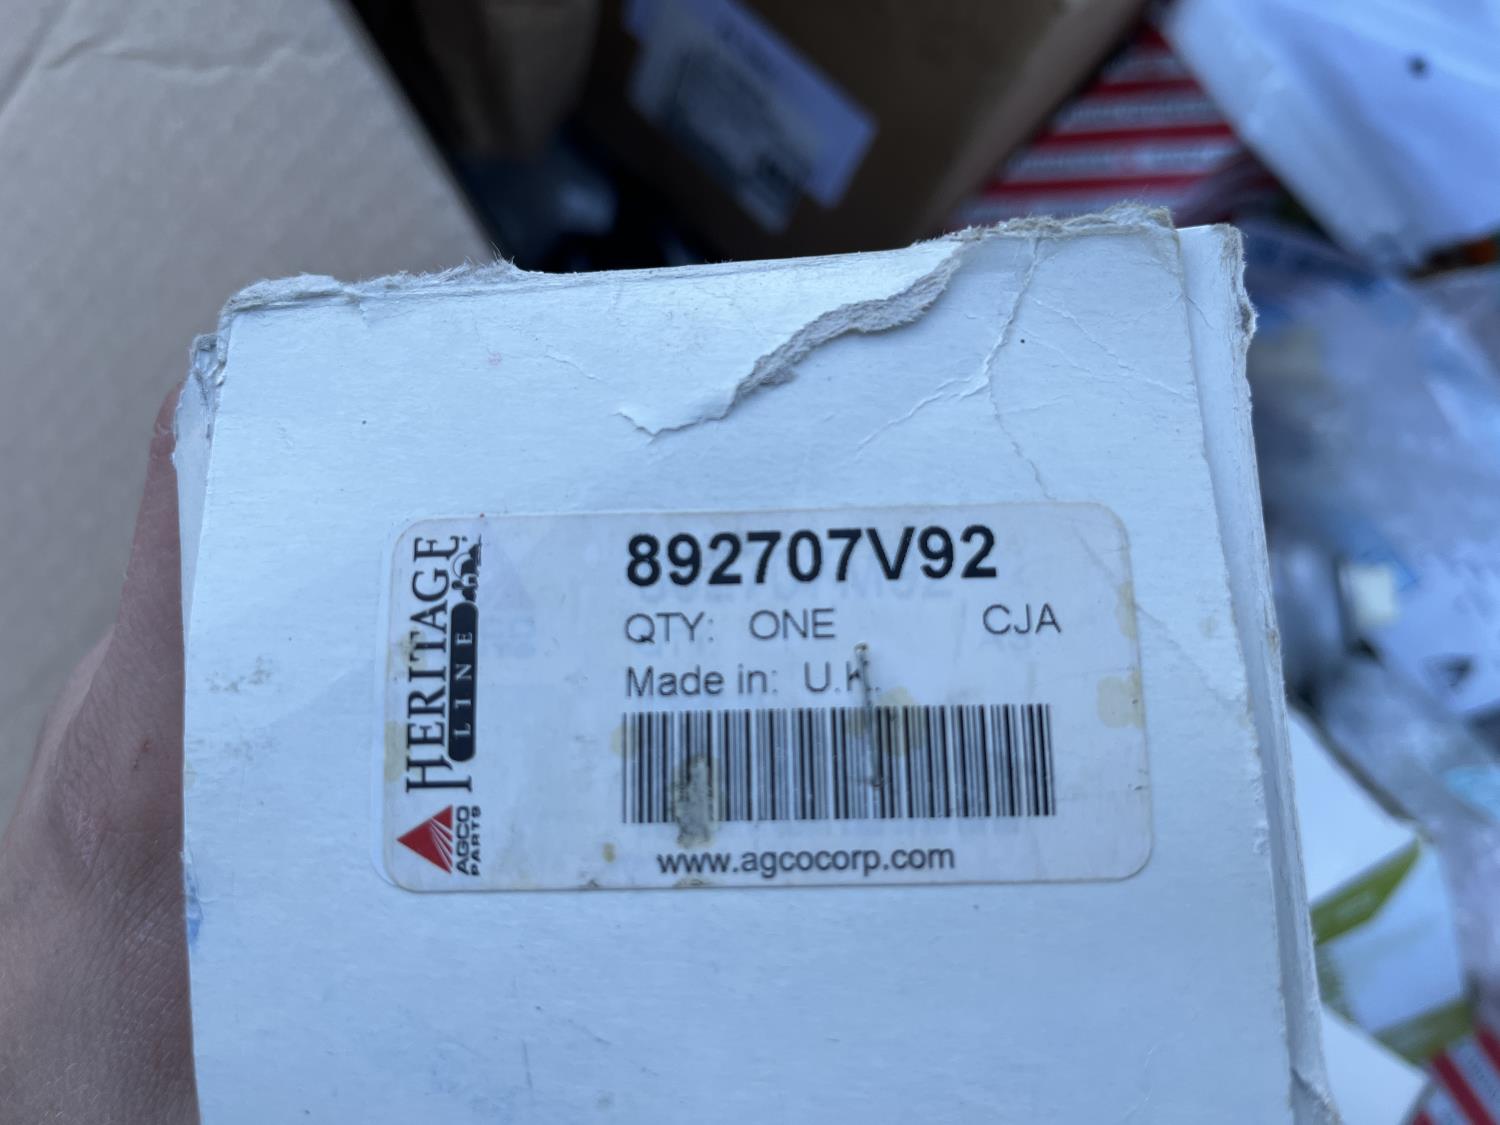 892707V92
QTY: ONE CJA
Made in: U.K.
www.agcocorp.com
HERITAGE
LINE
AGCO
PARTS